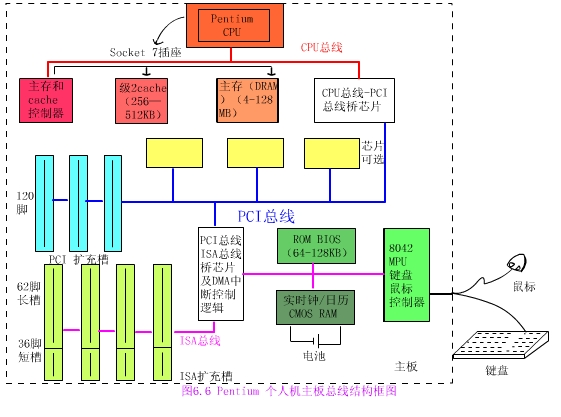 Pentium
CPU
Socket 7插座
CPU总线
主存和
cache
控制器
级2cache
(256—
512KB)
主存（DRAM
）（4-128
MB）
CPU总线-PCI
总线桥芯片
芯片
可选
120
脚
PCI总线
PCI 扩充槽
PCI总线
ISA总线
桥芯片
及DMA中
断控制
逻辑
ROM BIOS
(64-128KB)
8042
MPU
键盘
鼠标
控制器
62脚
长槽
实时钟/日历
CMOS RAM
鼠标
36脚
短槽
ISA总线
电池
主板
键盘
ISA扩充槽
图6.6 Pentium 个人机主板总线结构框图